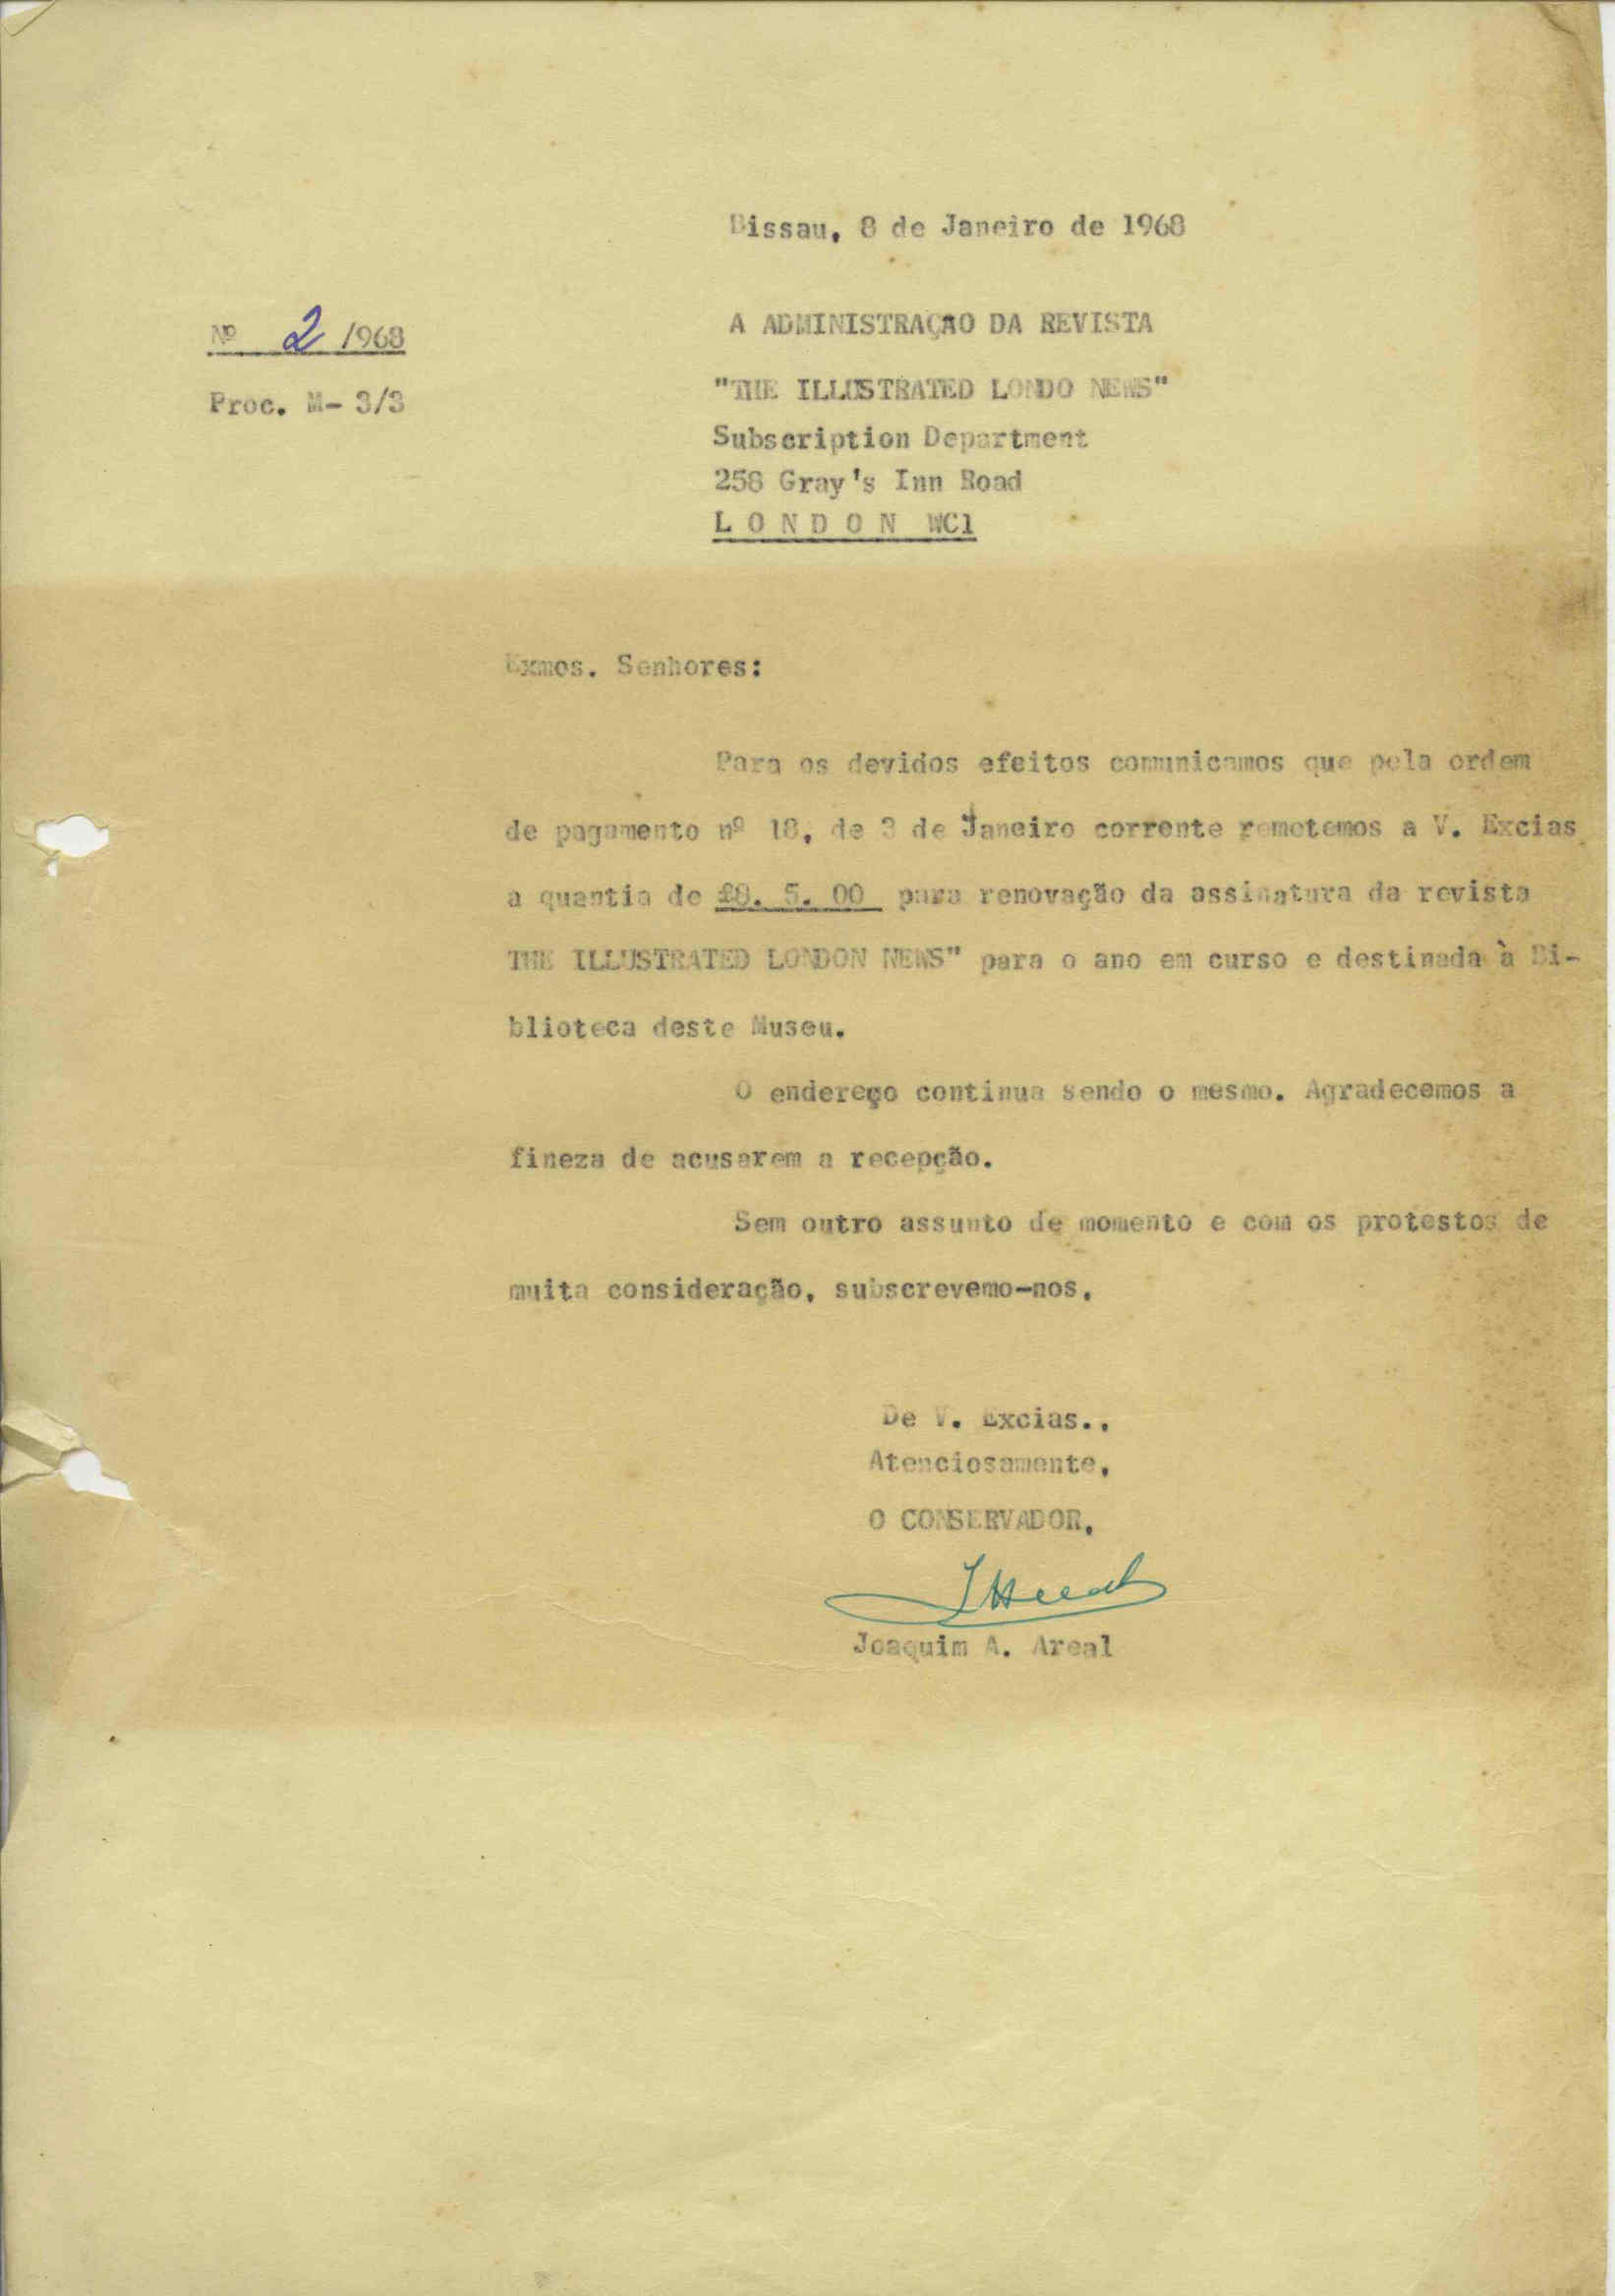 Bissau, 8 de Janeiro de 1968
Nº 2 /1968
Proc. M- 3/3
A ADMINISTRAÇAO DA REVISTA
"THE ILLUSTRATED LONDO NEWS"
Subscription Department
258 Gray's Inn Road
L O N D O N WC1
Exmos. Senhores:
Para os devidos efeitos comunicamos que pela ordem
de pagamento nº 18, de 3 de Janeiro corrente remetemos a V. Excias
a quantia de £8. 5. 00 para renovação da assinatura da revista
THE ILLUSTRATED LONDON NEWS" para o ano em curso e destinada à Bi-
blioteca deste Museu.
O endereço continua sendo o mesmo. Agradecemos a
fineza de acusarem a recepção.
Sem outro assunto de momento e com os protestos de
muita consideração, subscrevemo-nos,
De V. Excias.,
Atenciosamente,
O CONSERVADOR,
Joaquim A. Areal